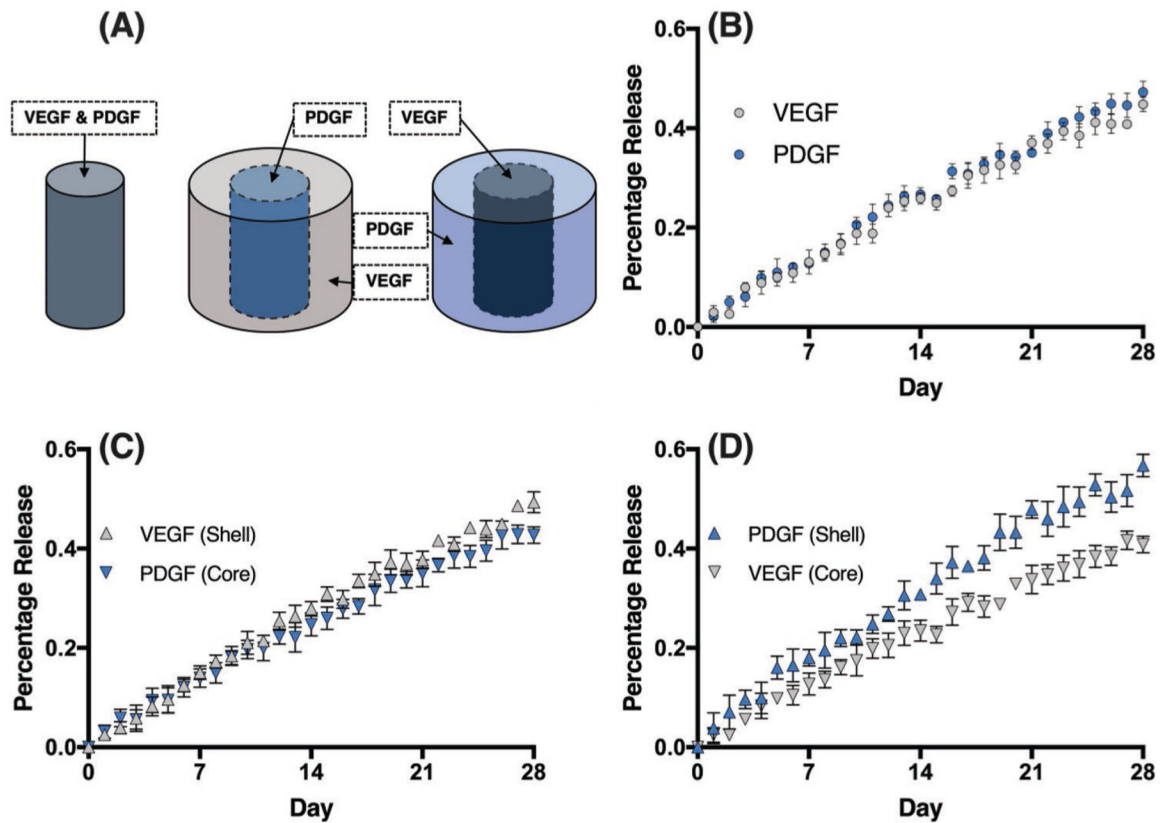 (A)
VEGF & PDGF
PDGF
VEGF
PDGF
VEGF
(B)
Percentage Release
0.6
0.4
0.2
0.0
VEGF
PDGF
0 7 14 21 28
Day
(C)
Percentage Release
0.6
0.4
0.2
0.0
VEGF (Shell)
PDGF (Core)
0 7 14 21 28
Day
(D)
Percentage Release
0.6
0.4
0.2
0.0
PDGF (Shell)
VEGF (Core)
0 7 14 21 28
Day